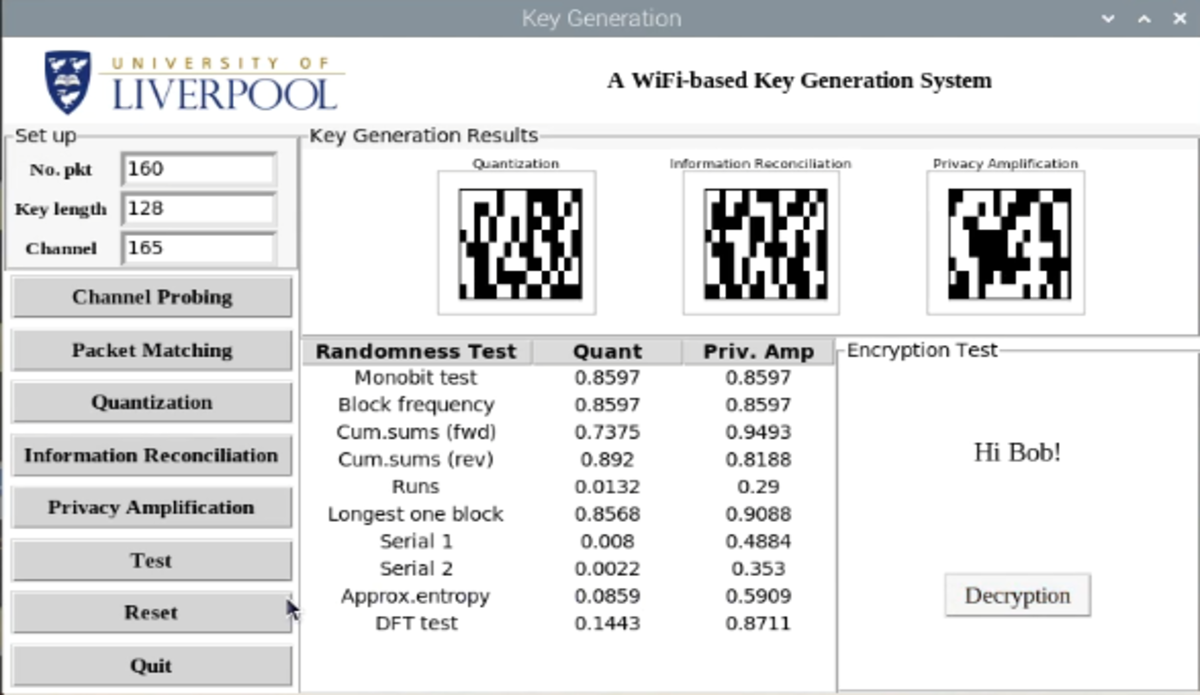 Key Generation
UNIVERSITY OF
LIVERPOOL
A WiFi-based Key Generation System
Set up
No. pkt 160
Key length 128
Channel 165
Channel Probing
Packet Matching
Quantization
Information Reconciliation
Privacy Amplification
Test
Reset
Quit
Key Generation Results
Quantization Information Reconciliation Privacy Amplification
Randomness Test Quant Priv. Amp
Monobit test 0.8597 0.8597
Block frequency 0.8597 0.8597
Cum.sums (fwd) 0.7375 0.9493
Cum.sums (rev) 0.892 0.8188
Runs 0.0132 0.29
Longest one block 0.8568 0.9088
Serial 1 0.008 0.4884
Serial 2 0.0022 0.353
Approx.entropy 0.0859 0.5909
DFT test 0.1443 0.8711
Encryption Test
Hi Bob!
Decryption